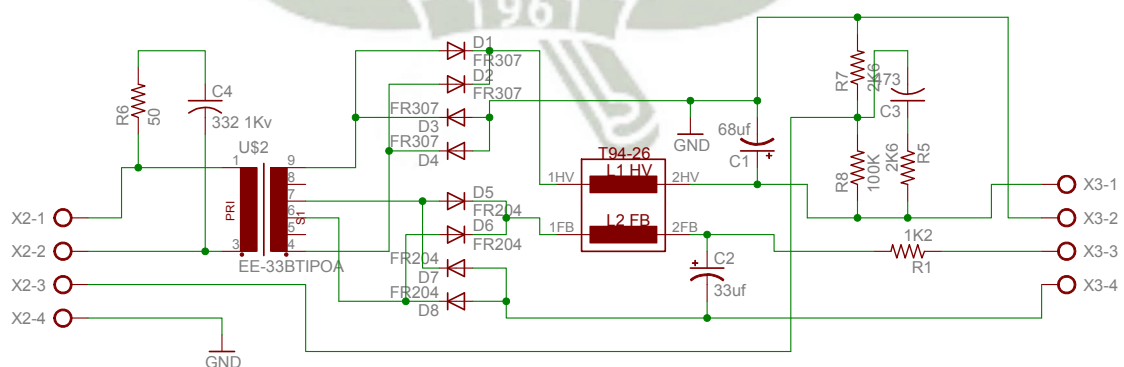 1961
D1
FR307
D2
FR307
FR307
D3
FR307
D4
R6
50
C4
332 1Kv
U$2
1
9
8
7
6
5
4
3
PRI
S1
EE-33BTIPOA
X2-1
X2-2
X2-3
X2-4
GND
D5
FR204
D6
FR204
FR204
D7
FR204
D8
T94-26
1HV
L1 HV
2HV
1FB
L2 FB
2FB
GND
68uf
C1
C2
33uf
R7
2K6
473
C3
R8
100K
2K6
R5
1K2
R1
X3-1
X3-2
X3-3
X3-4